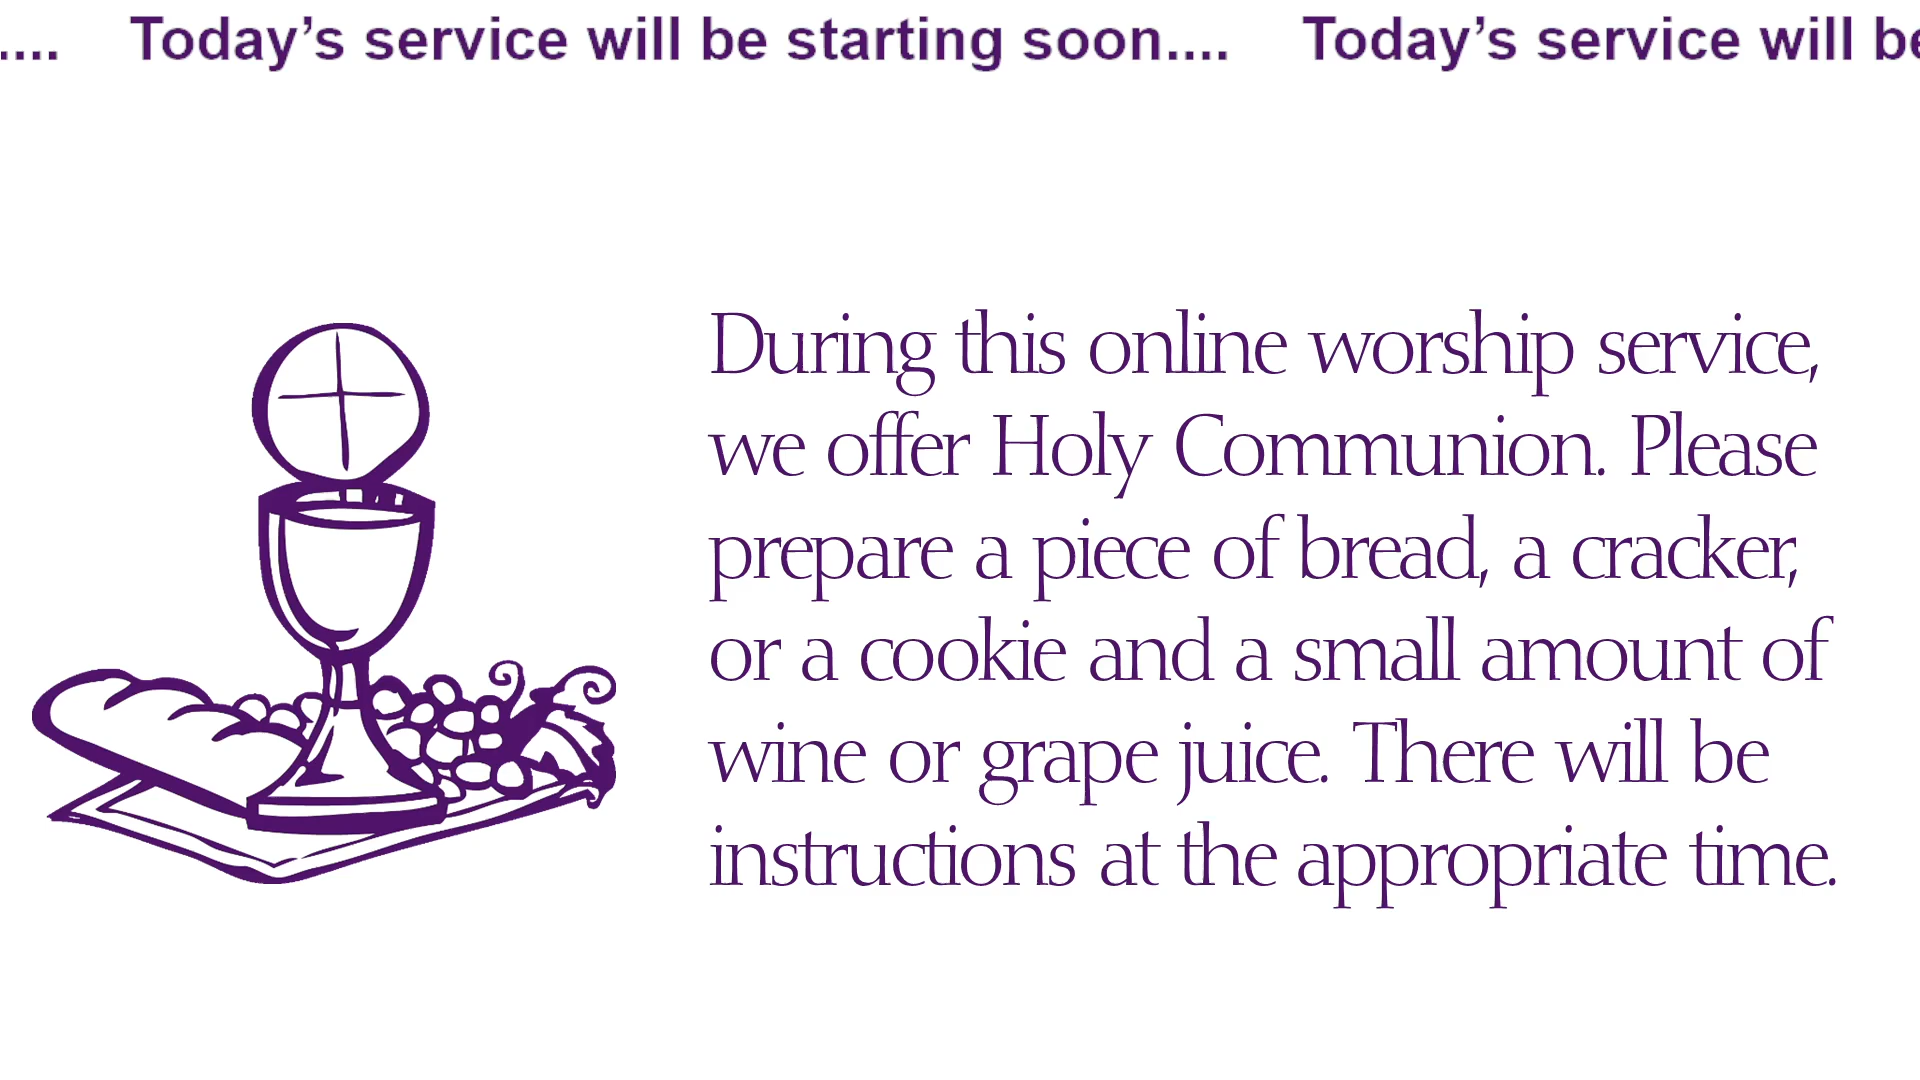 .... Today’s service will be starting soon.... Today’s service will be
During this online worship service,
we offer Holy Communion. Please
prepare a piece of bread, a cracker,
or a cookie and a small amount of
wine or grape juice. There will be
instructions at the appropriate time.